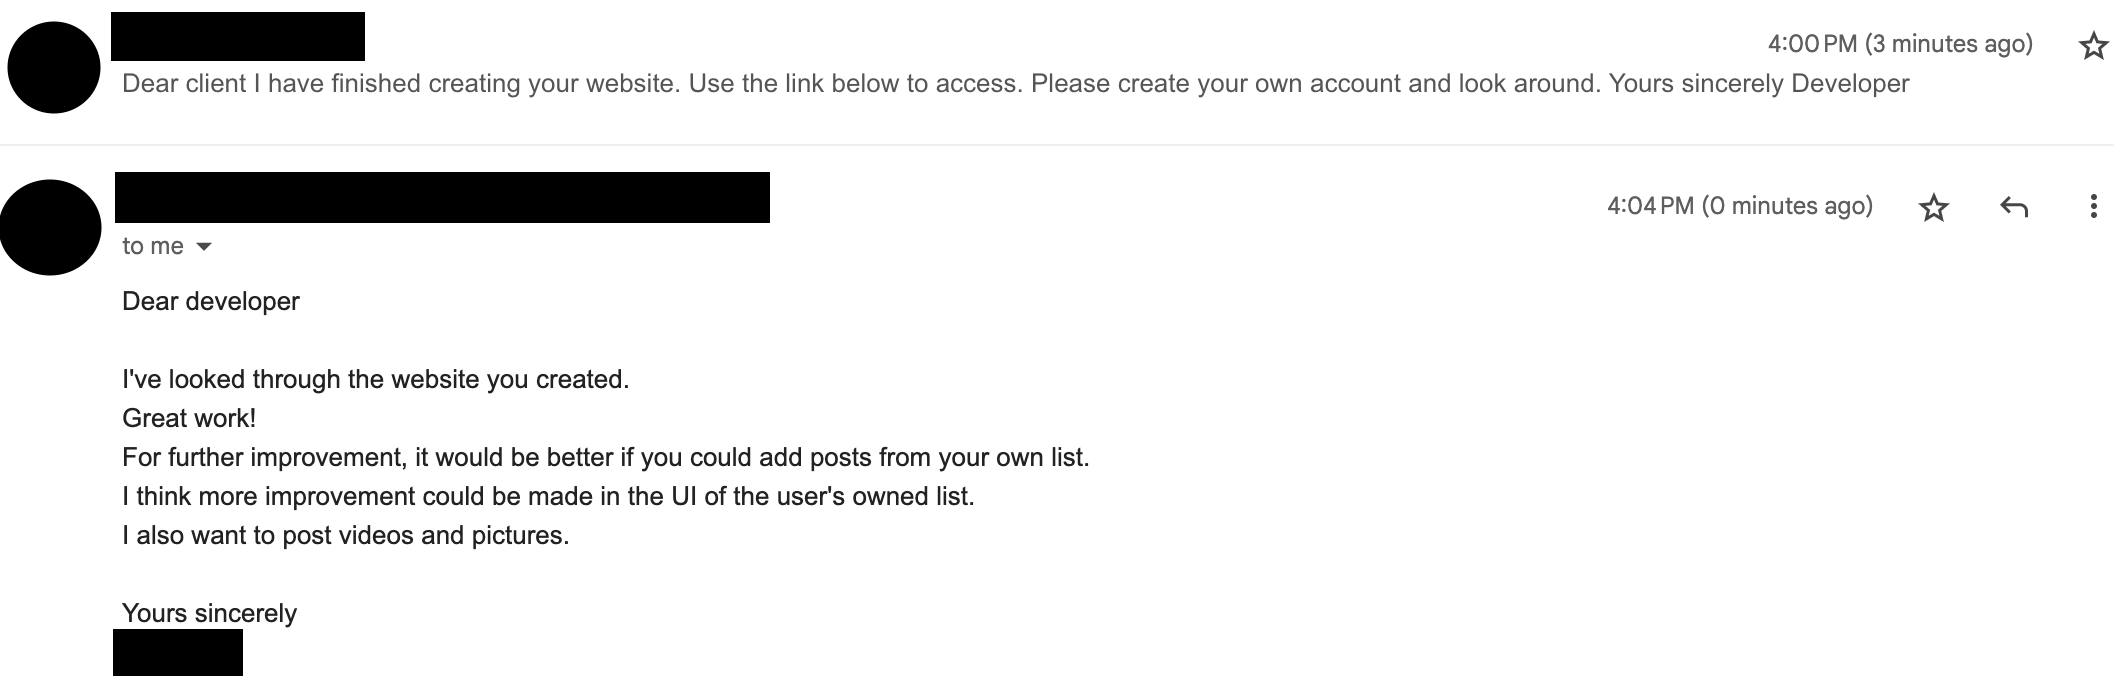 4:00 PM (3 minutes ago)
Dear client I have finished creating your website. Use the link below to access. Please create your own account and look around. Yours sincerely Developer
4:04 PM (0 minutes ago)
to me
Dear developer
I've looked through the website you created.
Great work!
For further improvement, it would be better if you could add posts from your own list.
I think more improvement could be made in the UI of the user's owned list.
I also want to post videos and pictures.
Yours sincerely